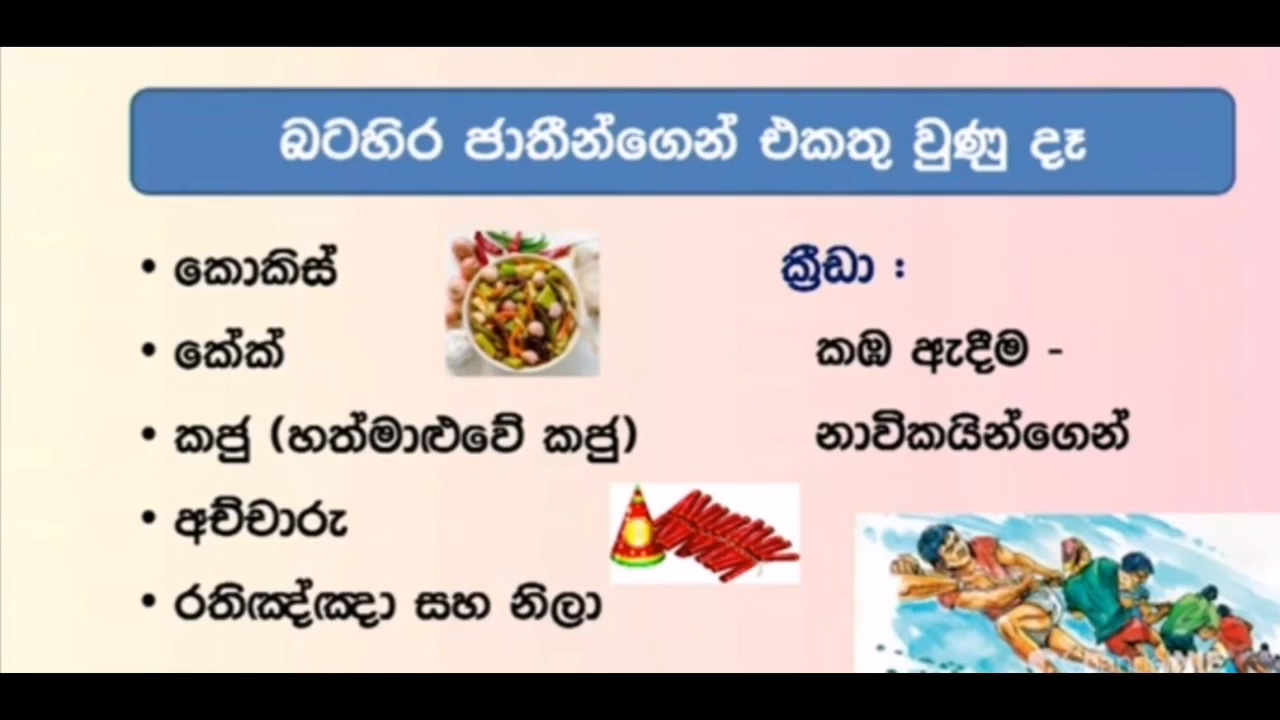 බටහිර ජාතීන්ගෙන් එකතු වුණු දෑ
• කොකිස්
• කේක්
• කජු (හත්මාළුවේ කජු)
• අච්චාරු
• රතිඤ්ඤා සහ නිලා
ක්‍රීඩා :
කඹ ඇදීම -
නාවිකයින්ගෙන්